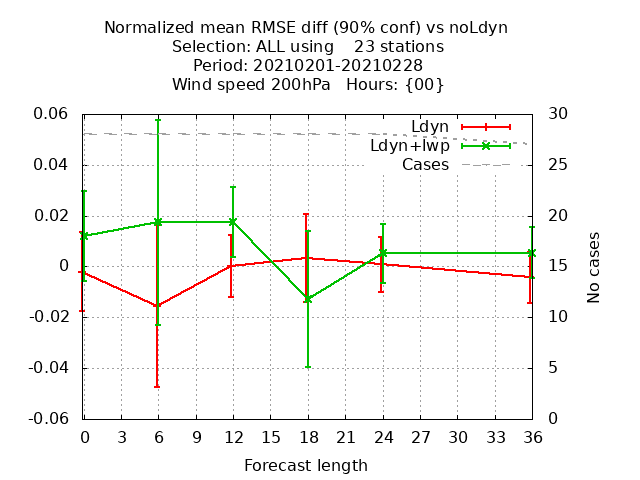 Normalized mean RMSE diff (90% conf) vs noLdyn
Selection: ALL using    23 stations
Period: 20210201-20210228
Wind speed 200hPa   Hours: {00}
0.06 30
Ldyn
Ldyn+lwp
Cases
0.04 25
0.02 20
0 15
-0.02 10
-0.04 5
-0.06 0
No cases
0 3 6 9 12 15 18 21 24 27 30 33 36
Forecast length